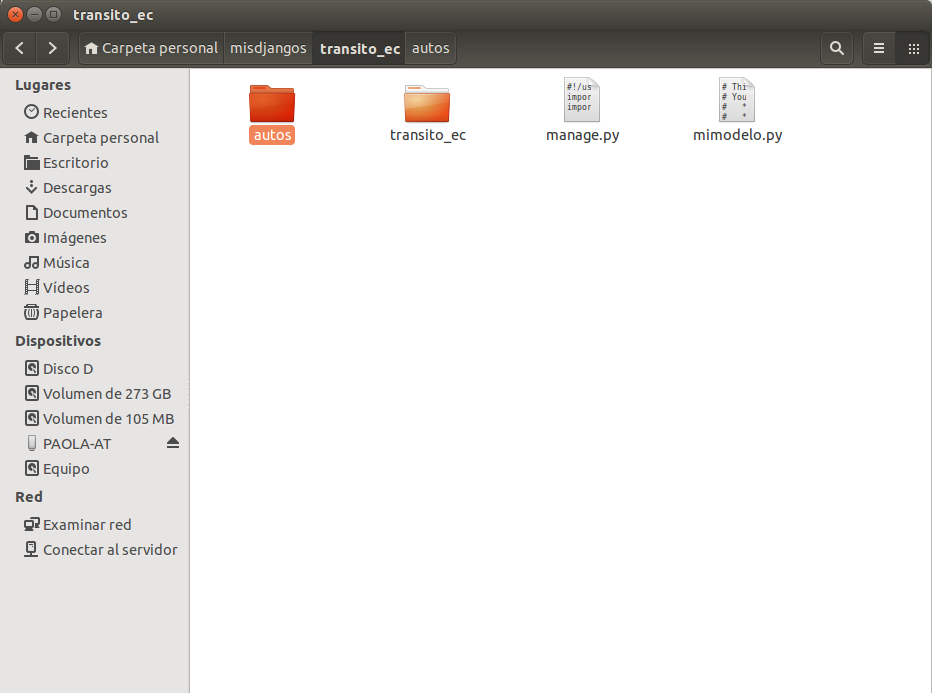 transito_ec
Carpeta personal misdjangos transito_ec autos
Lugares
Recientes
Carpeta personal
Escritorio
Descargas
Documentos
Imágenes
Música
Vídeos
Papelera
Dispositivos
Disco D
Volumen de 273 GB
Volumen de 105 MB
PAOLA-AT
Equipo
Red
Examinar red
Conectar al servidor
#!/us
impor
impor
# Thi
# You
# *
# *
autos transito_ec manage.py mimodelo.py